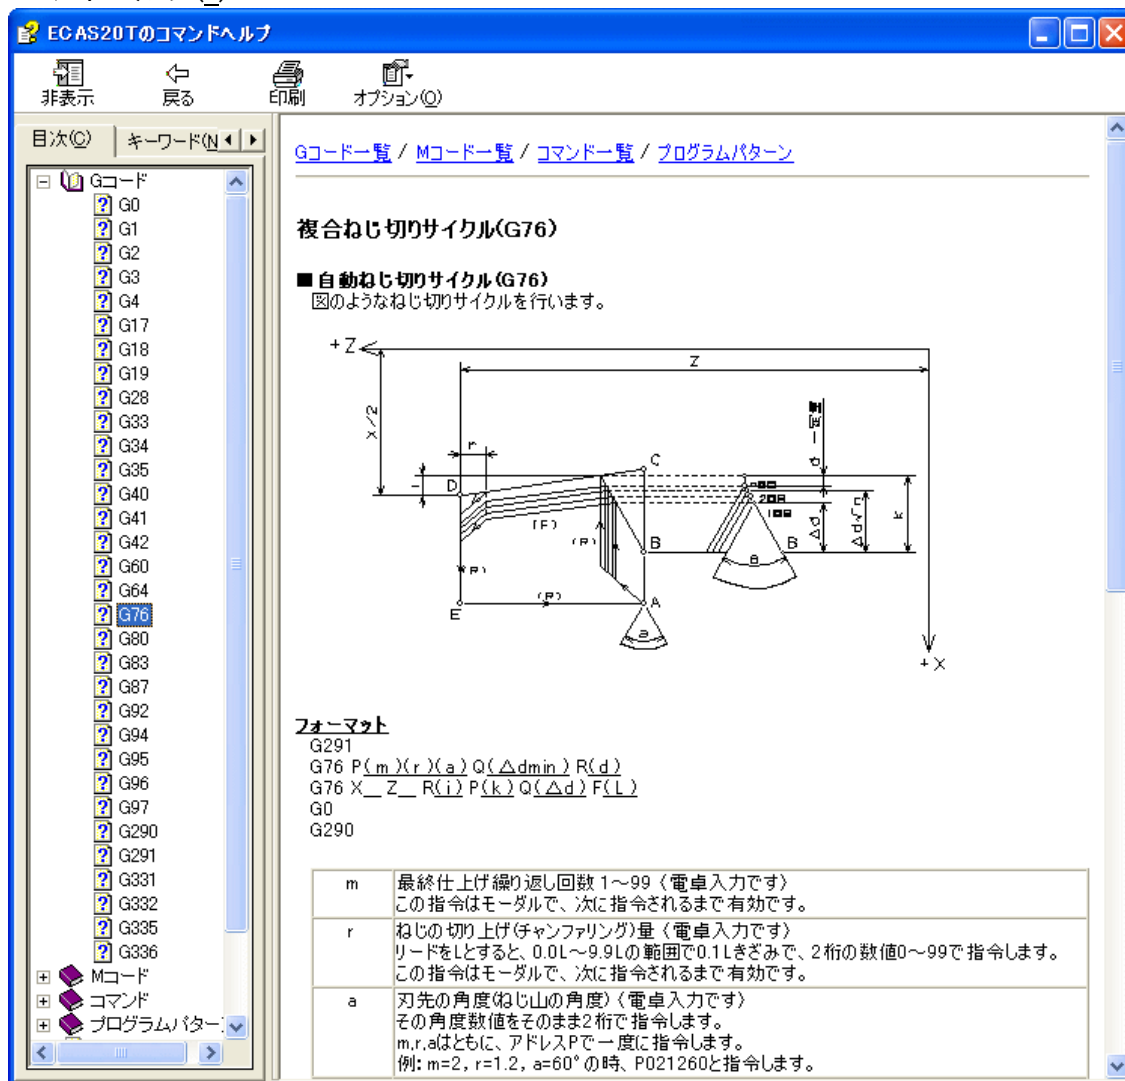 ECAS20Tのコマンドヘルプ
非表示 戻る 印刷 オプション(O)
目次(C) キーワード(N
Gコード
G0
G1
G2
G3
G4
G17
G18
G19
G28
G33
G34
G35
G40
G41
G42
G60
G64
G76
G80
G83
G87
G92
G94
G95
G96
G97
G290
G291
G331
G332
G335
G336
Mコード
コマンド
プログラムパター
Gコード一覧 / Mコード一覧 / コマンド一覧 / プログラムパターン
複合ねじ切りサイクル(G76)
■自動ねじ切りサイクル(G76)
図のようなねじ切りサイクルを行います。
+Z
Z
X/2
r
i
D
C
d
n回目
2回目
1回目
△d
△d√n
k
(F)
(R)
B
B
a
(R)
(R)
E
A
a
+X
フォーマット
G291
G76 P(m)(r)(a) Q(△dmin) R(d)
G76 X__ Z__ R(i) P(k) Q(△d) F(L)
G0
G290
m
最終仕上げ繰り返し回数 1～99 (電卓入力です)
この指令はモーダルで、次に指令されるまで有効です。
r
ねじの切り上げ(チャンファリング)量 (電卓入力です)
リードをLとすると、0.0L～9.9Lの範囲で0.1Lきざみで、2桁の数値0～99で指令します。
この指令はモーダルで、次に指令されるまで有効です。
a
刃先の角度(ねじ山の角度) (電卓入力です)
その角度数値をそのまま2桁で指令します。
m,r,aはともに、アドレスPで一度に指令します。
例: m=2, r=1.2, a=60°の時、P021260と指令します。